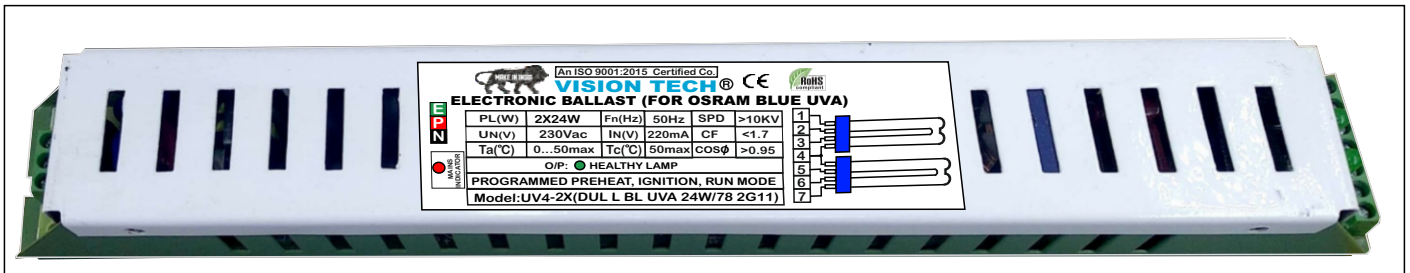 MAKE IN INDIA
An ISO 9001:2015 Certified Co.
VISION TECH® CE RoHS compliant
ELECTRONIC BALLAST (FOR OSRAM BLUE UVA)
E
P
N
PL(W) 2X24W Fn(Hz) 50Hz SPD >10KV
UN(V) 230Vac IN(V) 220mA CF <1.7
Ta(℃) 0...50max Tc(℃) 50max COSϕ >0.95
MAINS INDICATOR
O/P: HEALTHY LAMP
PROGRAMMED PREHEAT, IGNITION, RUN MODE
Model:UV4-2X(DUL L BL UVA 24W/78 2G11)
1
2
3
4
5
6
7